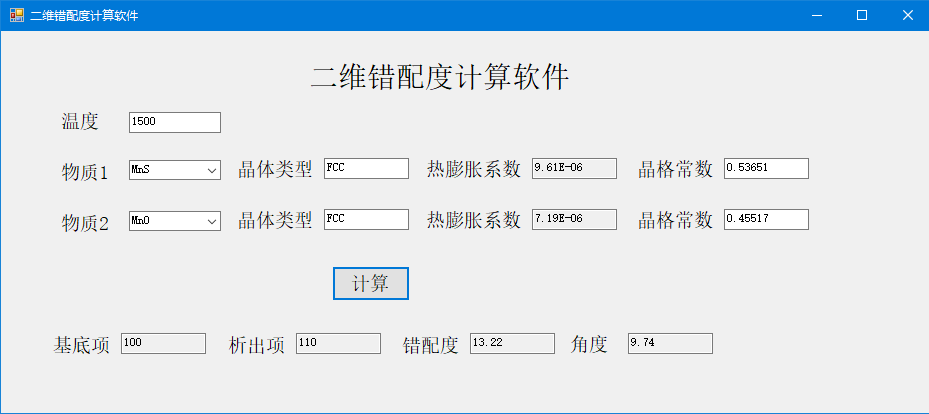 二维错配度计算软件
二维错配度计算软件
温度 1500
物质1 MnS 晶体类型 FCC 热膨胀系数 9.61E-06 晶格常数 0.53651
物质2 MnO 晶体类型 FCC 热膨胀系数 7.19E-06 晶格常数 0.45517
计算
基底项 100 析出项 110 错配度 13.22 角度 9.74